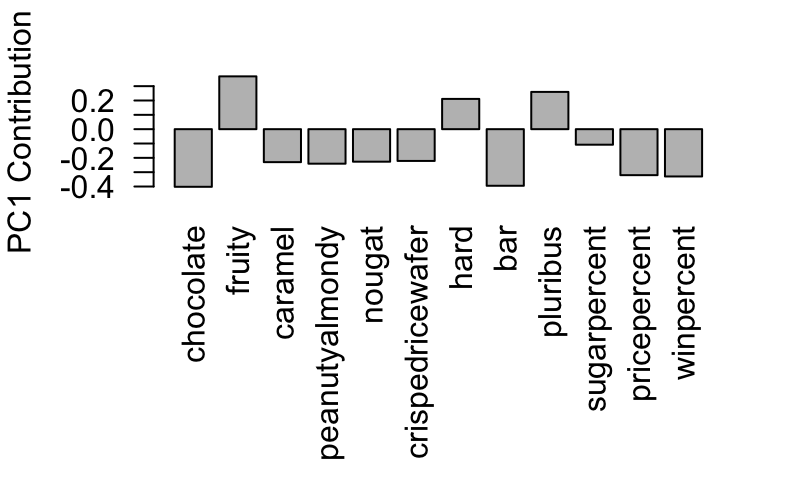 PC1 Contribution
0.2
0.0
-0.2
-0.4
chocolate
fruity
caramel
peanutyalmondy
nougat
crispedricewafer
hard
bar
pluribus
sugarpercent
pricepercent
winpercent